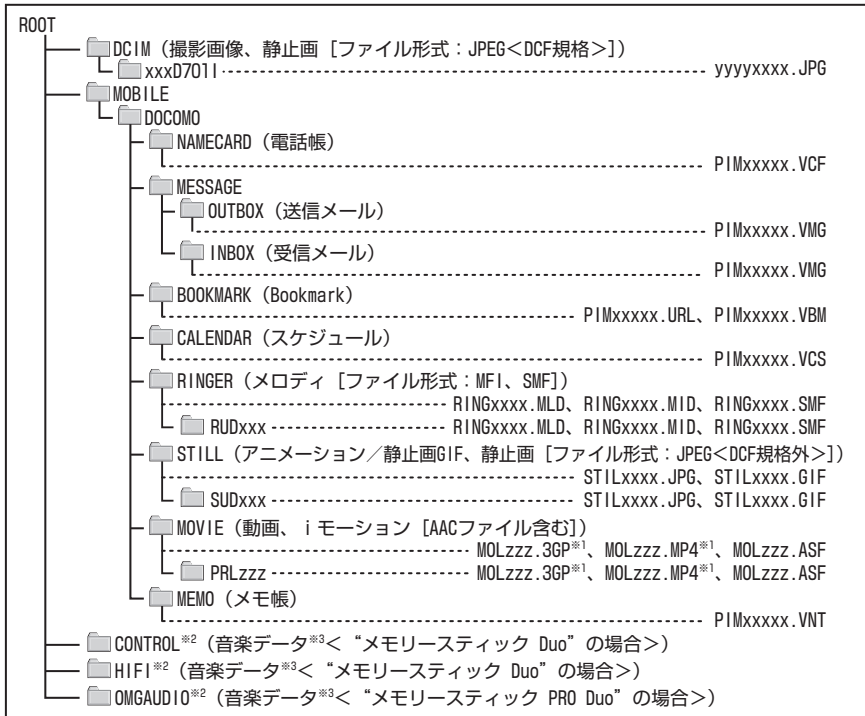 ROOT
DCIM（撮影画像、静止画［ファイル形式：JPEG<DCF規格>］）
xxxD701I yyyyxxxx.JPG
MOBILE
DOCOMO
NAMECARD（電話帳）
PIMxxxxx.VCF
MESSAGE
OUTBOX（送信メール）
PIMxxxxx.VMG
INBOX（受信メール）
PIMxxxxx.VMG
BOOKMARK（Bookmark）
PIMxxxxx.URL、PIMxxxxx.VBM
CALENDAR（スケジュール）
PIMxxxxx.VCS
RINGER（メロディ［ファイル形式：MFI、SMF］）
RINGxxxx.MLD、RINGxxxx.MID、RINGxxxx.SMF
RUDxxx RINGxxxx.MLD、RINGxxxx.MID、RINGxxxx.SMF
STILL（アニメーション／静止画GIF、静止画［ファイル形式：JPEG<DCF規格外>］）
STILxxxx.JPG、STILxxxx.GIF
SUDxxx STILxxxx.JPG、STILxxxx.GIF
MOVIE（動画、ｉモーション［AACファイル含む］）
MOLzzz.3GP※1、MOLzzz.MP4※1、MOLzzz.ASF
PRLzzz MOLzzz.3GP※1、MOLzzz.MP4※1、MOLzzz.ASF
MEMO（メモ帳）
PIMxxxxx.VNT
CONTROL※2（音楽データ※3<“メモリースティック Duo”の場合>）
HIFI※2（音楽データ※3<“メモリースティック Duo”の場合>）
OMGAUDIO※2（音楽データ※3<“メモリースティック PRO Duo”の場合>）